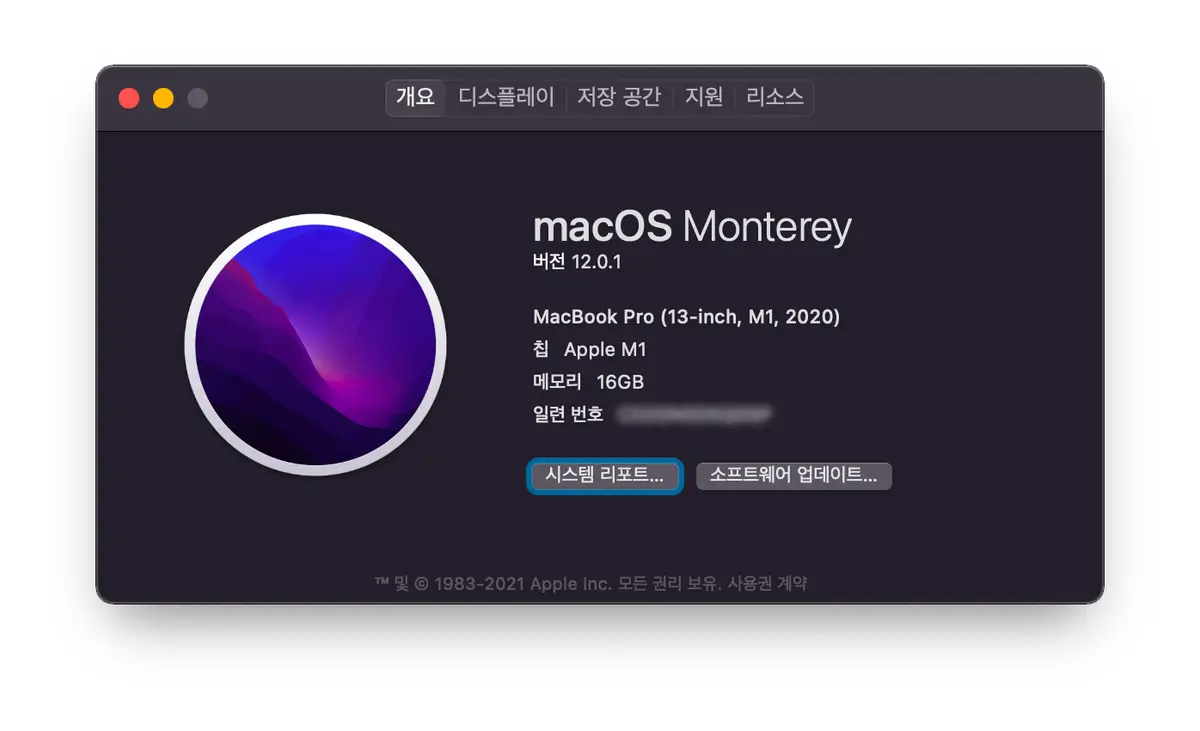 개요 디스플레이 저장 공간 지원 리소스
macOS Monterey
버전 12.0.1
MacBook Pro (13-inch, M1, 2020)
칩 Apple M1
메모리 16GB
일련 번호
시스템 리포트... 소프트웨어 업데이트...
™ 및 © 1983-2021 Apple Inc. 모든 권리 보유. 사용권 계약